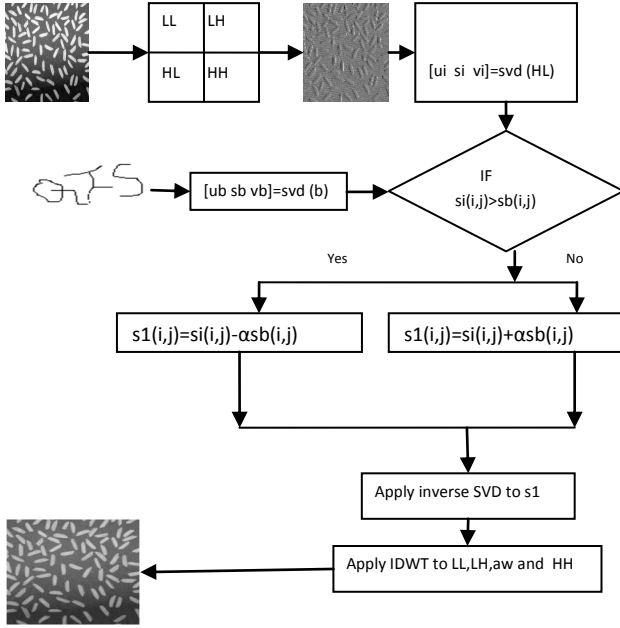 LL LH
HL HH
[ui si vi]=svd (HL)
[ub sb vb]=svd (b)
IF
si(i,j)>sb(i,j)
Yes
No
s1(i,j)=si(i,j)-αsb(i,j)
s1(i,j)=si(i,j)+αsb(i,j)
Apply inverse SVD to s1
Apply IDWT to LL,LH,aw and HH